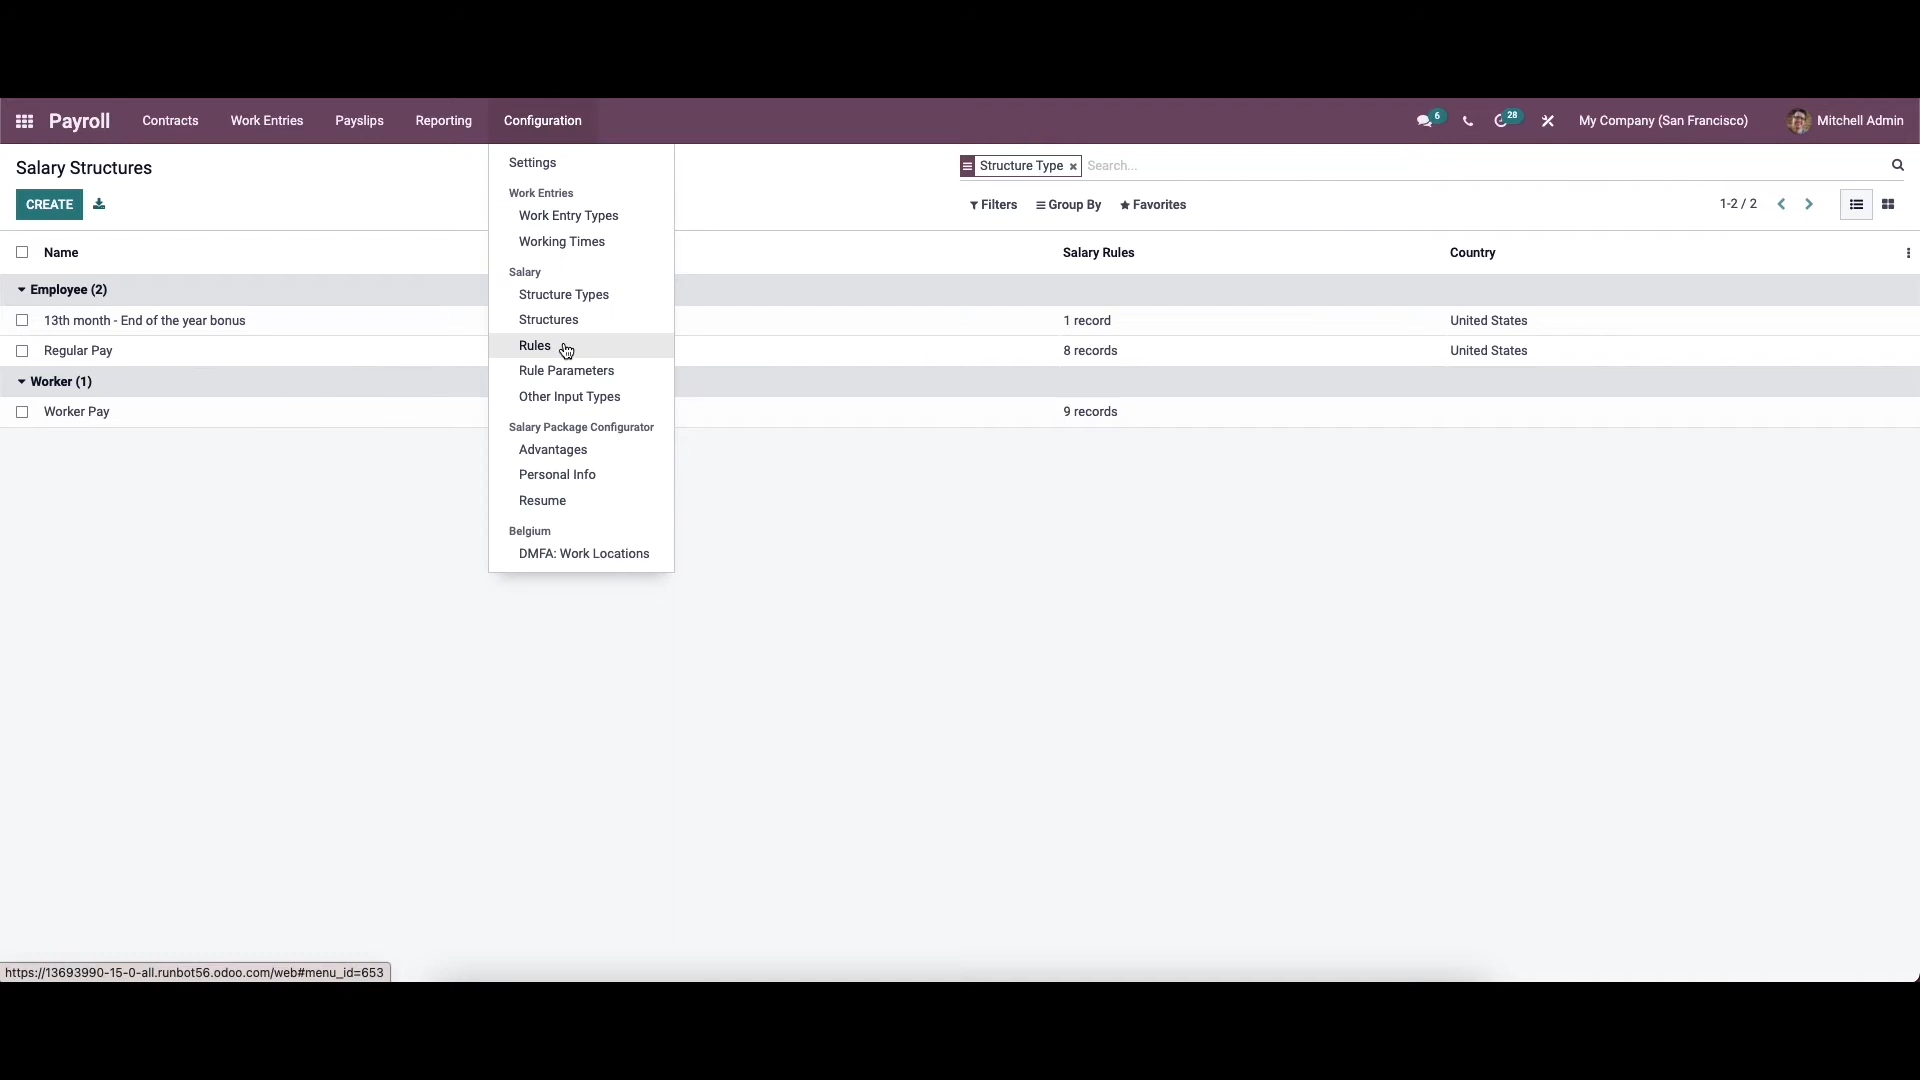 Payroll Contracts Work Entries Payslips Reporting Configuration 6 28 My Company (San Francisco) Mitchell Admin
Salary Structures
Structure Type × Search...
CREATE
Filters Group By Favorites
1-2 / 2
Name Salary Rules Country
Employee (2)
13th month - End of the year bonus 1 record United States
Regular Pay 8 records United States
Worker (1)
Worker Pay 9 records
Settings
Work Entries
Work Entry Types
Working Times
Salary
Structure Types
Structures
Rules
Rule Parameters
Other Input Types
Salary Package Configurator
Advantages
Personal Info
Resume
Belgium
DMFA: Work Locations
https://13693990-15-0-all.runbot56.odoo.com/web#menu_id=653